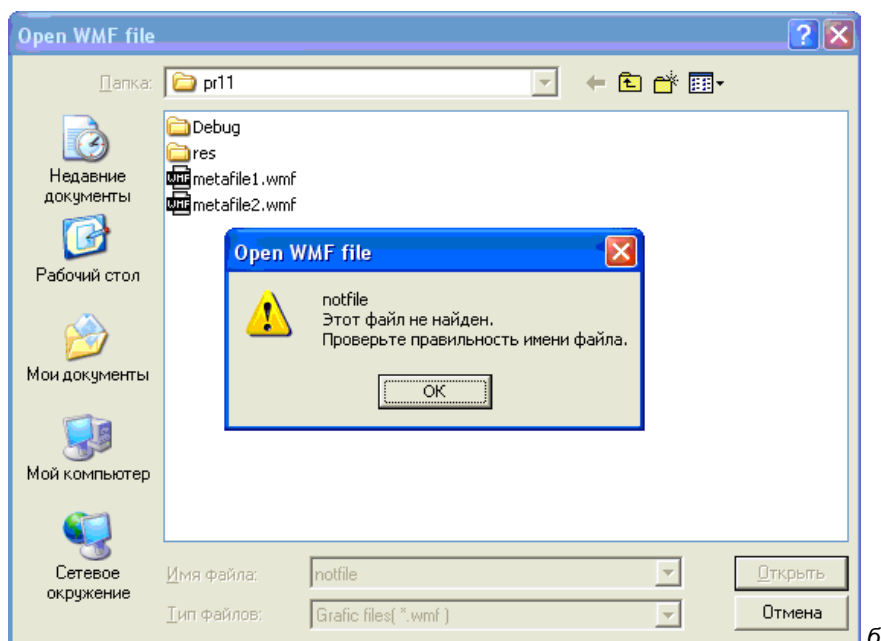 Open WMF file
Папка:
pr11
Debug
res
metafile1.wmf
metafile2.wmf
Недавние
документы
Рабочий стол
Мои документы
Мой компьютер
Сетевое
окружение
Open WMF file
notfile
Этот файл не найден.
Проверьте правильность имени файла.
OK
Имя файла:
notfile
Открыть
Тип файлов:
Grafic files( *.wmf )
Отмена
б